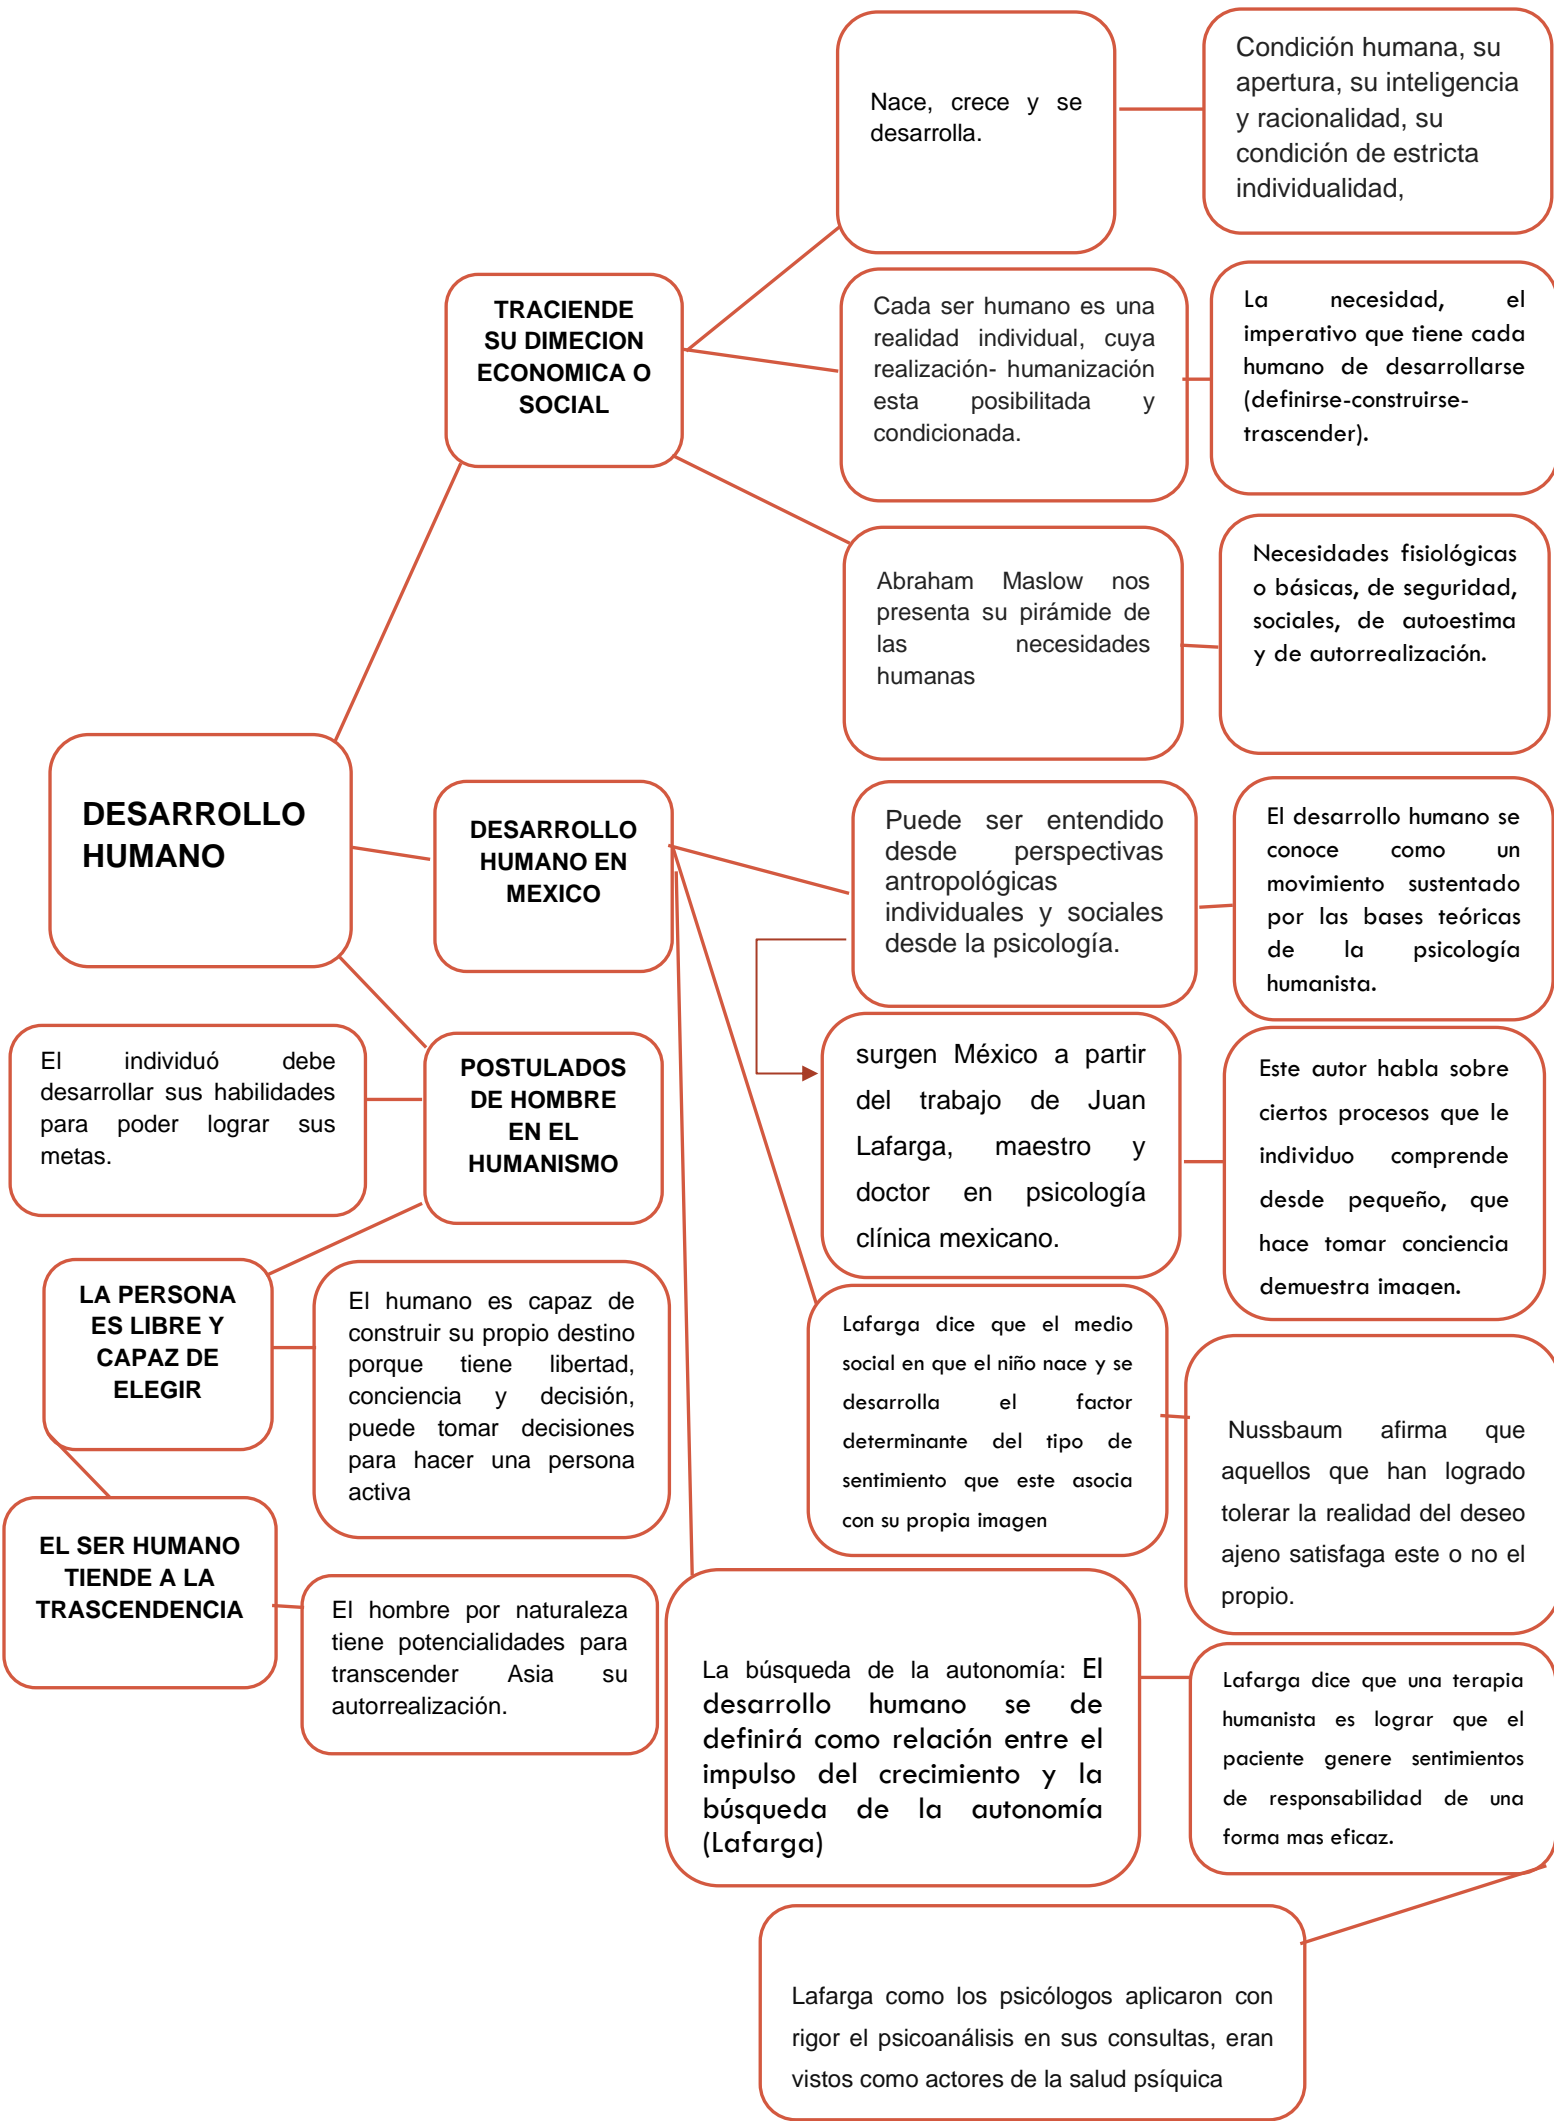 Nace, crece y se
desarrolla.
Condición humana, su
apertura, su inteligencia
y racionalidad, su
condición de estricta
individualidad,
TRACIENDE
SU DIMECION
ECONOMICA O
SOCIAL
Cada ser humano es una
realidad individual, cuya
realización- humanización
esta posibilitada y
condicionada.
La necesidad, el
imperativo que tiene cada
humano de desarrollarse
(definirse-construirse-
trascender).
Abraham Maslow nos
presenta su pirámide de
las necesidades
humanas
Necesidades fisiológicas
o básicas, de seguridad,
sociales, de autoestima
y de autorrealización.
DESARROLLO
HUMANO
DESARROLLO
HUMANO EN
MEXICO
Puede ser entendido
desde perspectivas
antropológicas
individuales y sociales
desde la psicología.
El desarrollo humano se
conoce como un
movimiento sustentado
por las bases teóricas
de la psicología
humanista.
surgen México a partir
del trabajo de Juan
Lafarga, maestro y
doctor en psicología
clínica mexicano.
Este autor habla sobre
ciertos procesos que le
individuo comprende
desde pequeño, que
hace tomar conciencia
demuestra imagen.
POSTULADOS
DE HOMBRE
EN EL
HUMANISMO
El individuó debe
desarrollar sus habilidades
para poder lograr sus
metas.
LA PERSONA
ES LIBRE Y
CAPAZ DE
ELEGIR
El humano es capaz de
construir su propio destino
porque tiene libertad,
conciencia y decisión,
puede tomar decisiones
para hacer una persona
activa
Lafarga dice que el medio
social en que el niño nace y se
desarrolla el factor
determinante del tipo de
sentimiento que este asocia
con su propia imagen
Nussbaum afirma que
aquellos que han logrado
tolerar la realidad del deseo
ajeno satisfaga este o no el
propio.
EL SER HUMANO
TIENDE A LA
TRASCENDENCIA
El hombre por naturaleza
tiene potencialidades para
transcender Asia su
autorrealización.
La búsqueda de la autonomía: El
desarrollo humano se de
definirá como relación entre el
impulso del crecimiento y la
búsqueda de la autonomía
(Lafarga)
Lafarga dice que una terapia
humanista es lograr que el
paciente genere sentimientos
de responsabilidad de una
forma mas eficaz.
Lafarga como los psicólogos aplicaron con
rigor el psicoanálisis en sus consultas, eran
vistos como actores de la salud psíquica